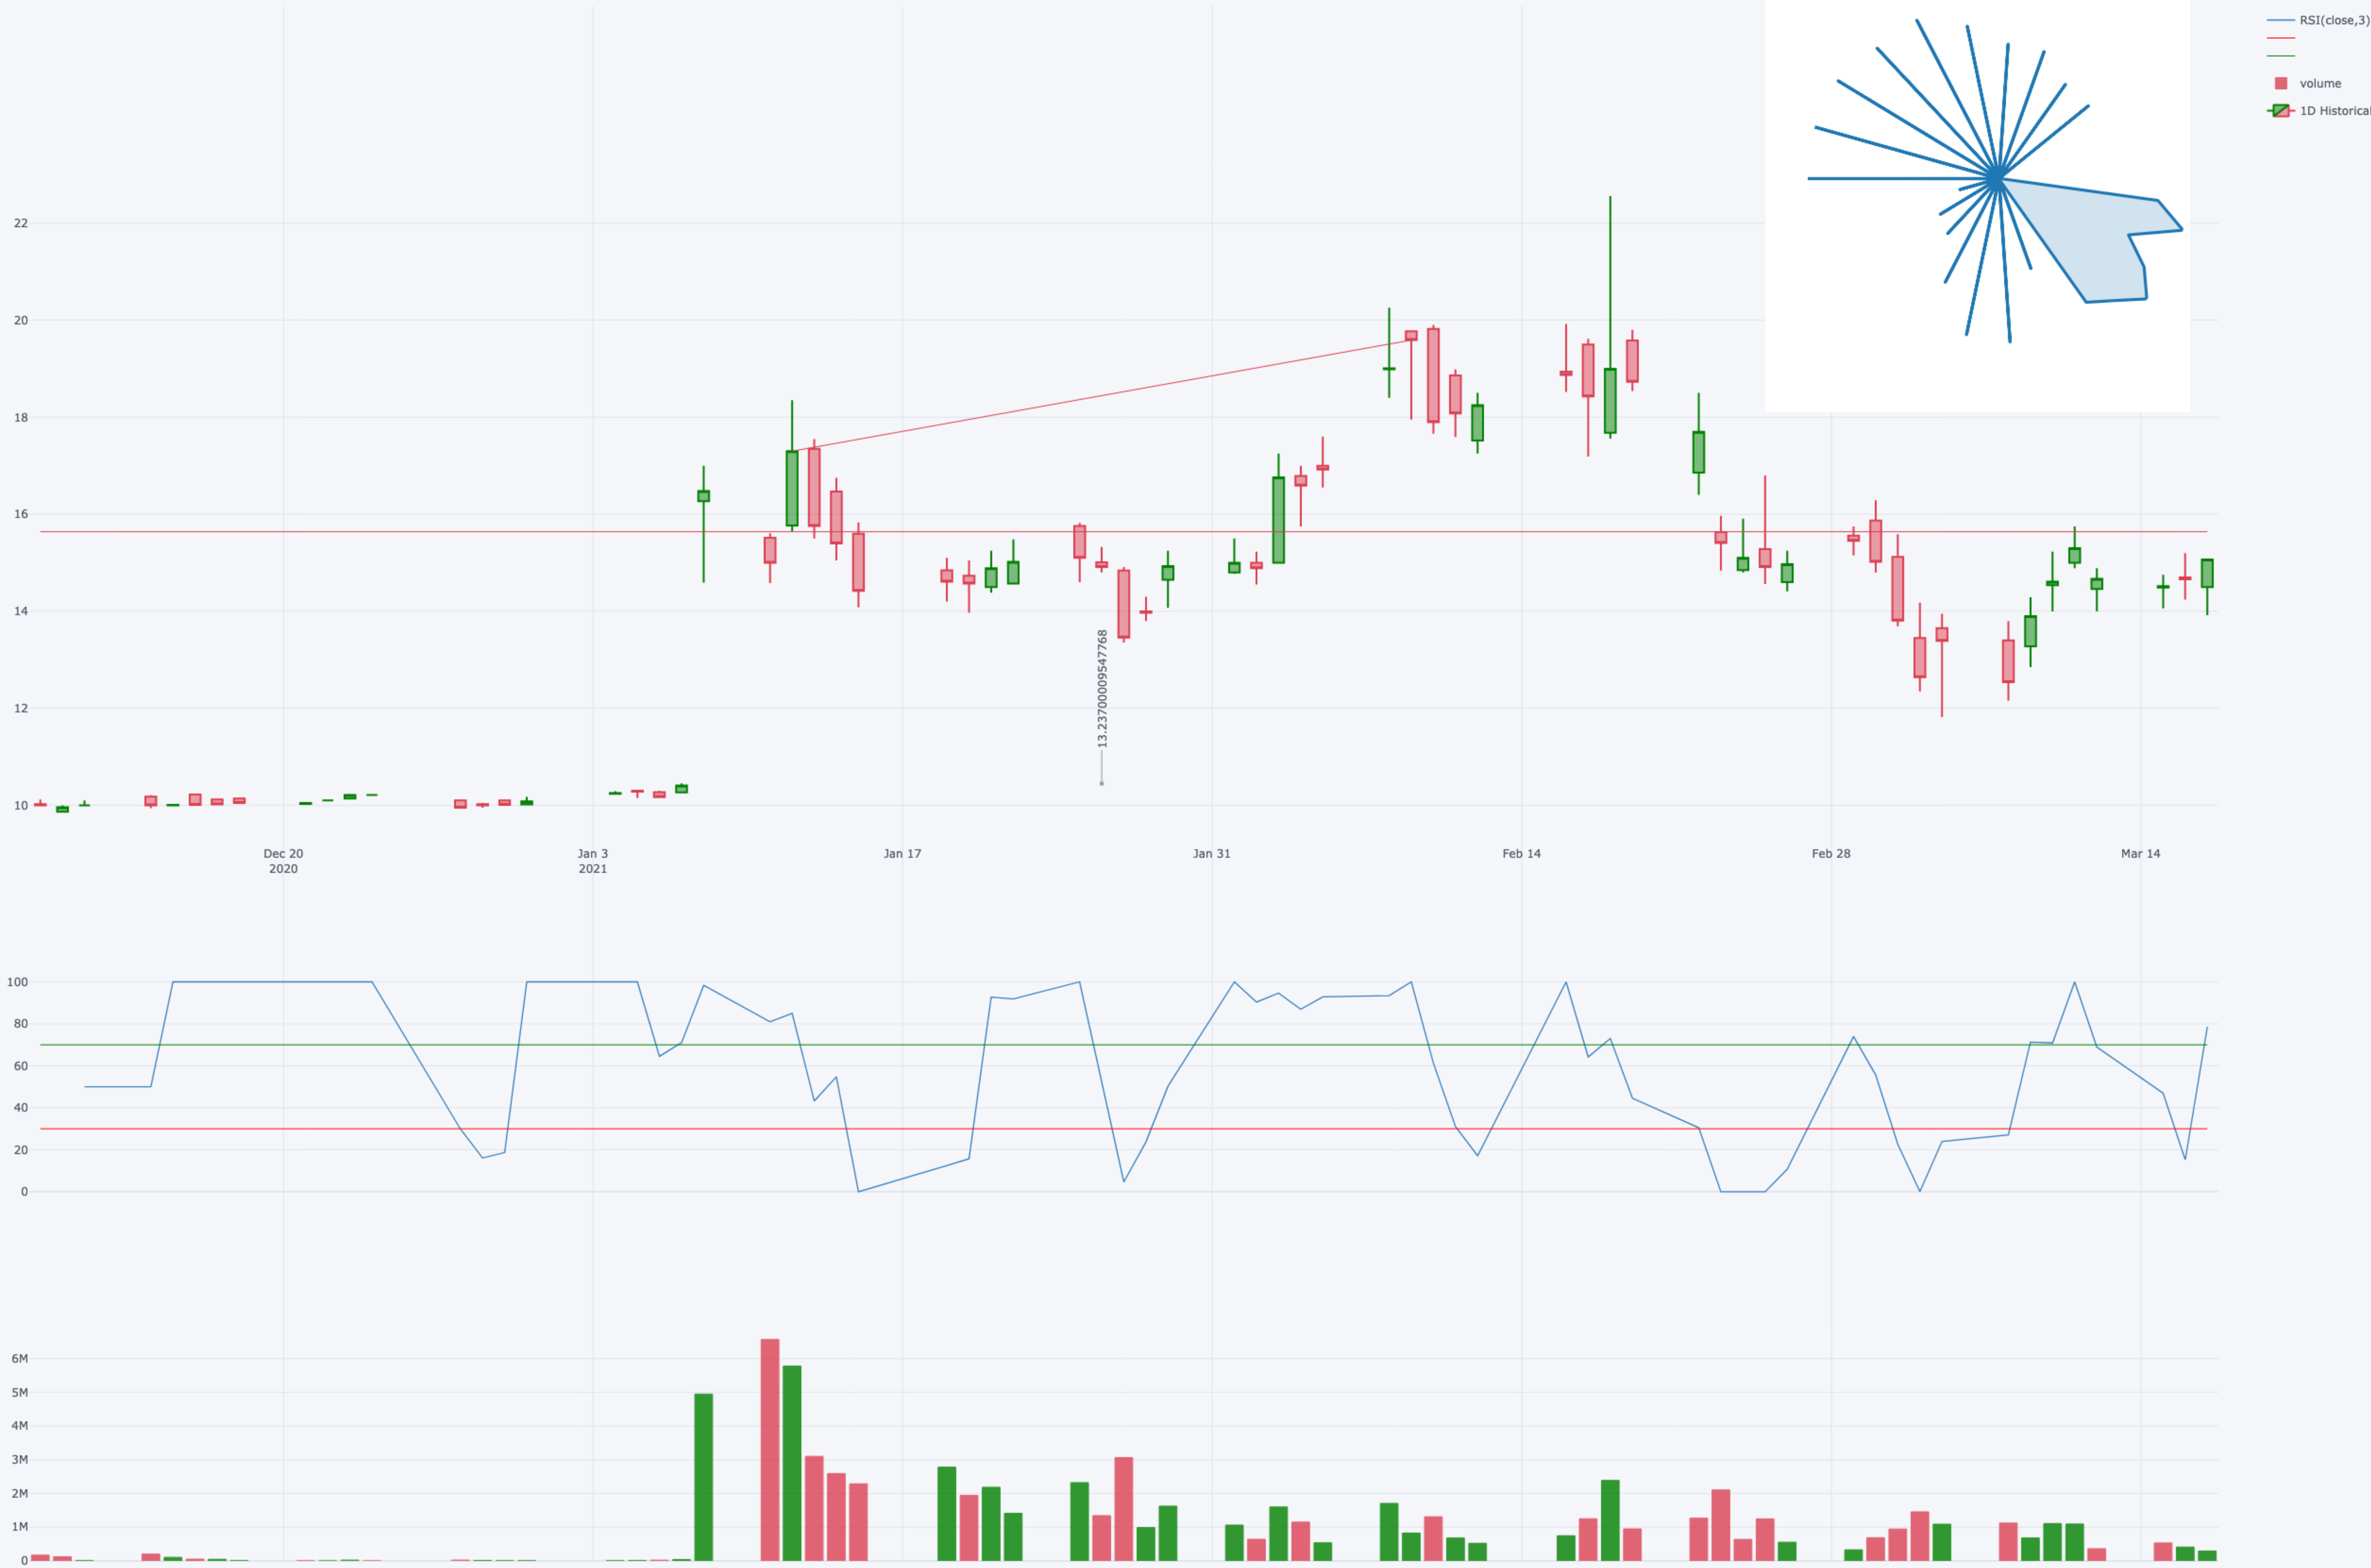 RSI(close,3)
volume
1D Historical
22
20
18
16
14
12
10
13.2370000009547768
Dec 20
2020
Jan 3
2021
Jan 17
Jan 31
Feb 14
Feb 28
Mar 14
100
80
60
40
20
0
6M
5M
4M
3M
2M
1M
0